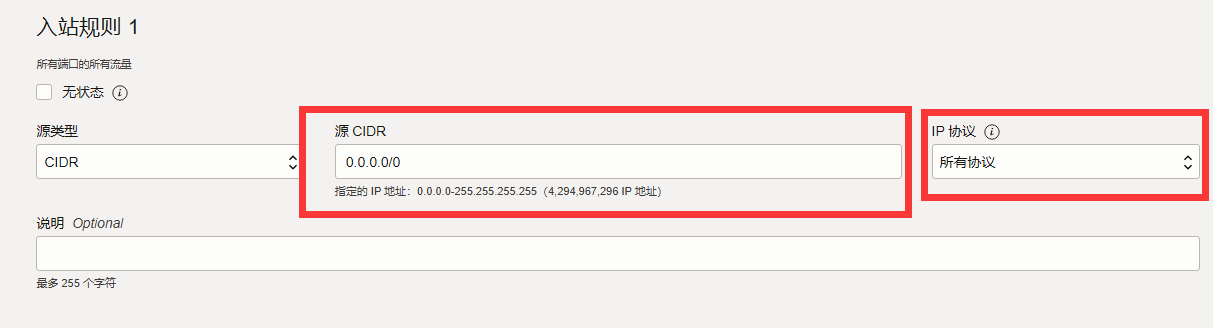 入站规则 1
所有端口的所有流量
无状态
源类型
源 CIDR
IP 协议
CIDR
0.0.0.0/0
所有协议
指定的 IP 地址：0.0.0.0-255.255.255.255（4,294,967,296 IP 地址）
说明 Optional
最多 255 个字符